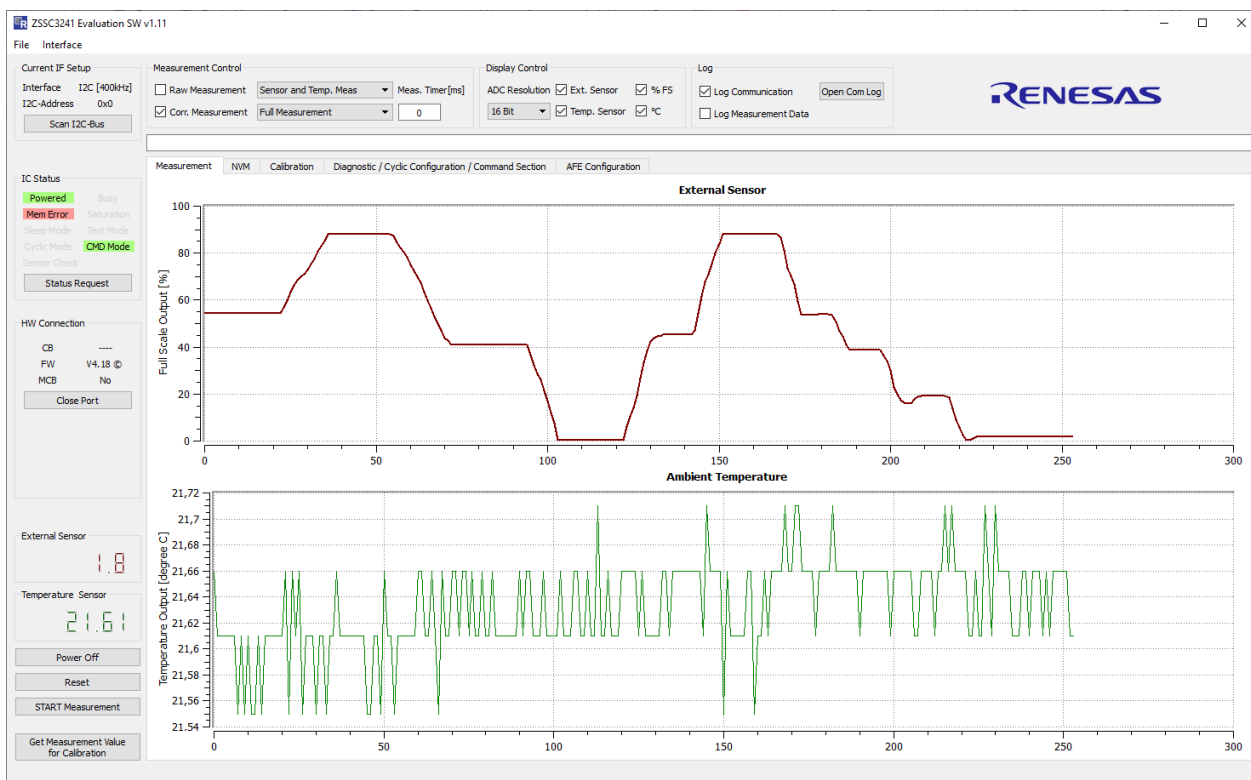 ZSSC3241 Evaluation SW v1.11
File Interface
Current IF Setup
Interface I2C [400kHz]
I2C-Address 0x0
Scan I2C-Bus
Measurement Control
Raw Measurement Sensor and Temp. Meas Meas. Timer[ms]
Corr. Measurement Full Measurement 0
Display Control
ADC Resolution Ext. Sensor % FS
16 Bit Temp. Sensor °C
Log
Log Communication Open Com Log
Log Measurement Data
RENESAS
Measurement NVM Calibration Diagnostic / Cyclic Configuration / Command Section AFE Configuration
IC Status
Powered Busy
Mem Error Saturation
Sleep Mode Test Mode
Cyclic Mode CMD Mode
Sensor Check
Status Request
HW Connection
CB ----
FW V4.18 ©
MCB No
Close Port
External Sensor
1.8
Temperature Sensor
21.61
Power Off
Reset
START Measurement
Get Measurement Value
for Calibration
External Sensor
Full Scale Output [%]
100
80
60
40
20
0
0 50 100 150 200 250 300
Ambient Temperature
Temperature Output [degree C]
21,72
21,7
21,68
21,66
21,64
21,62
21,6
21,58
21,56
21,54
0 50 100 150 200 250 300